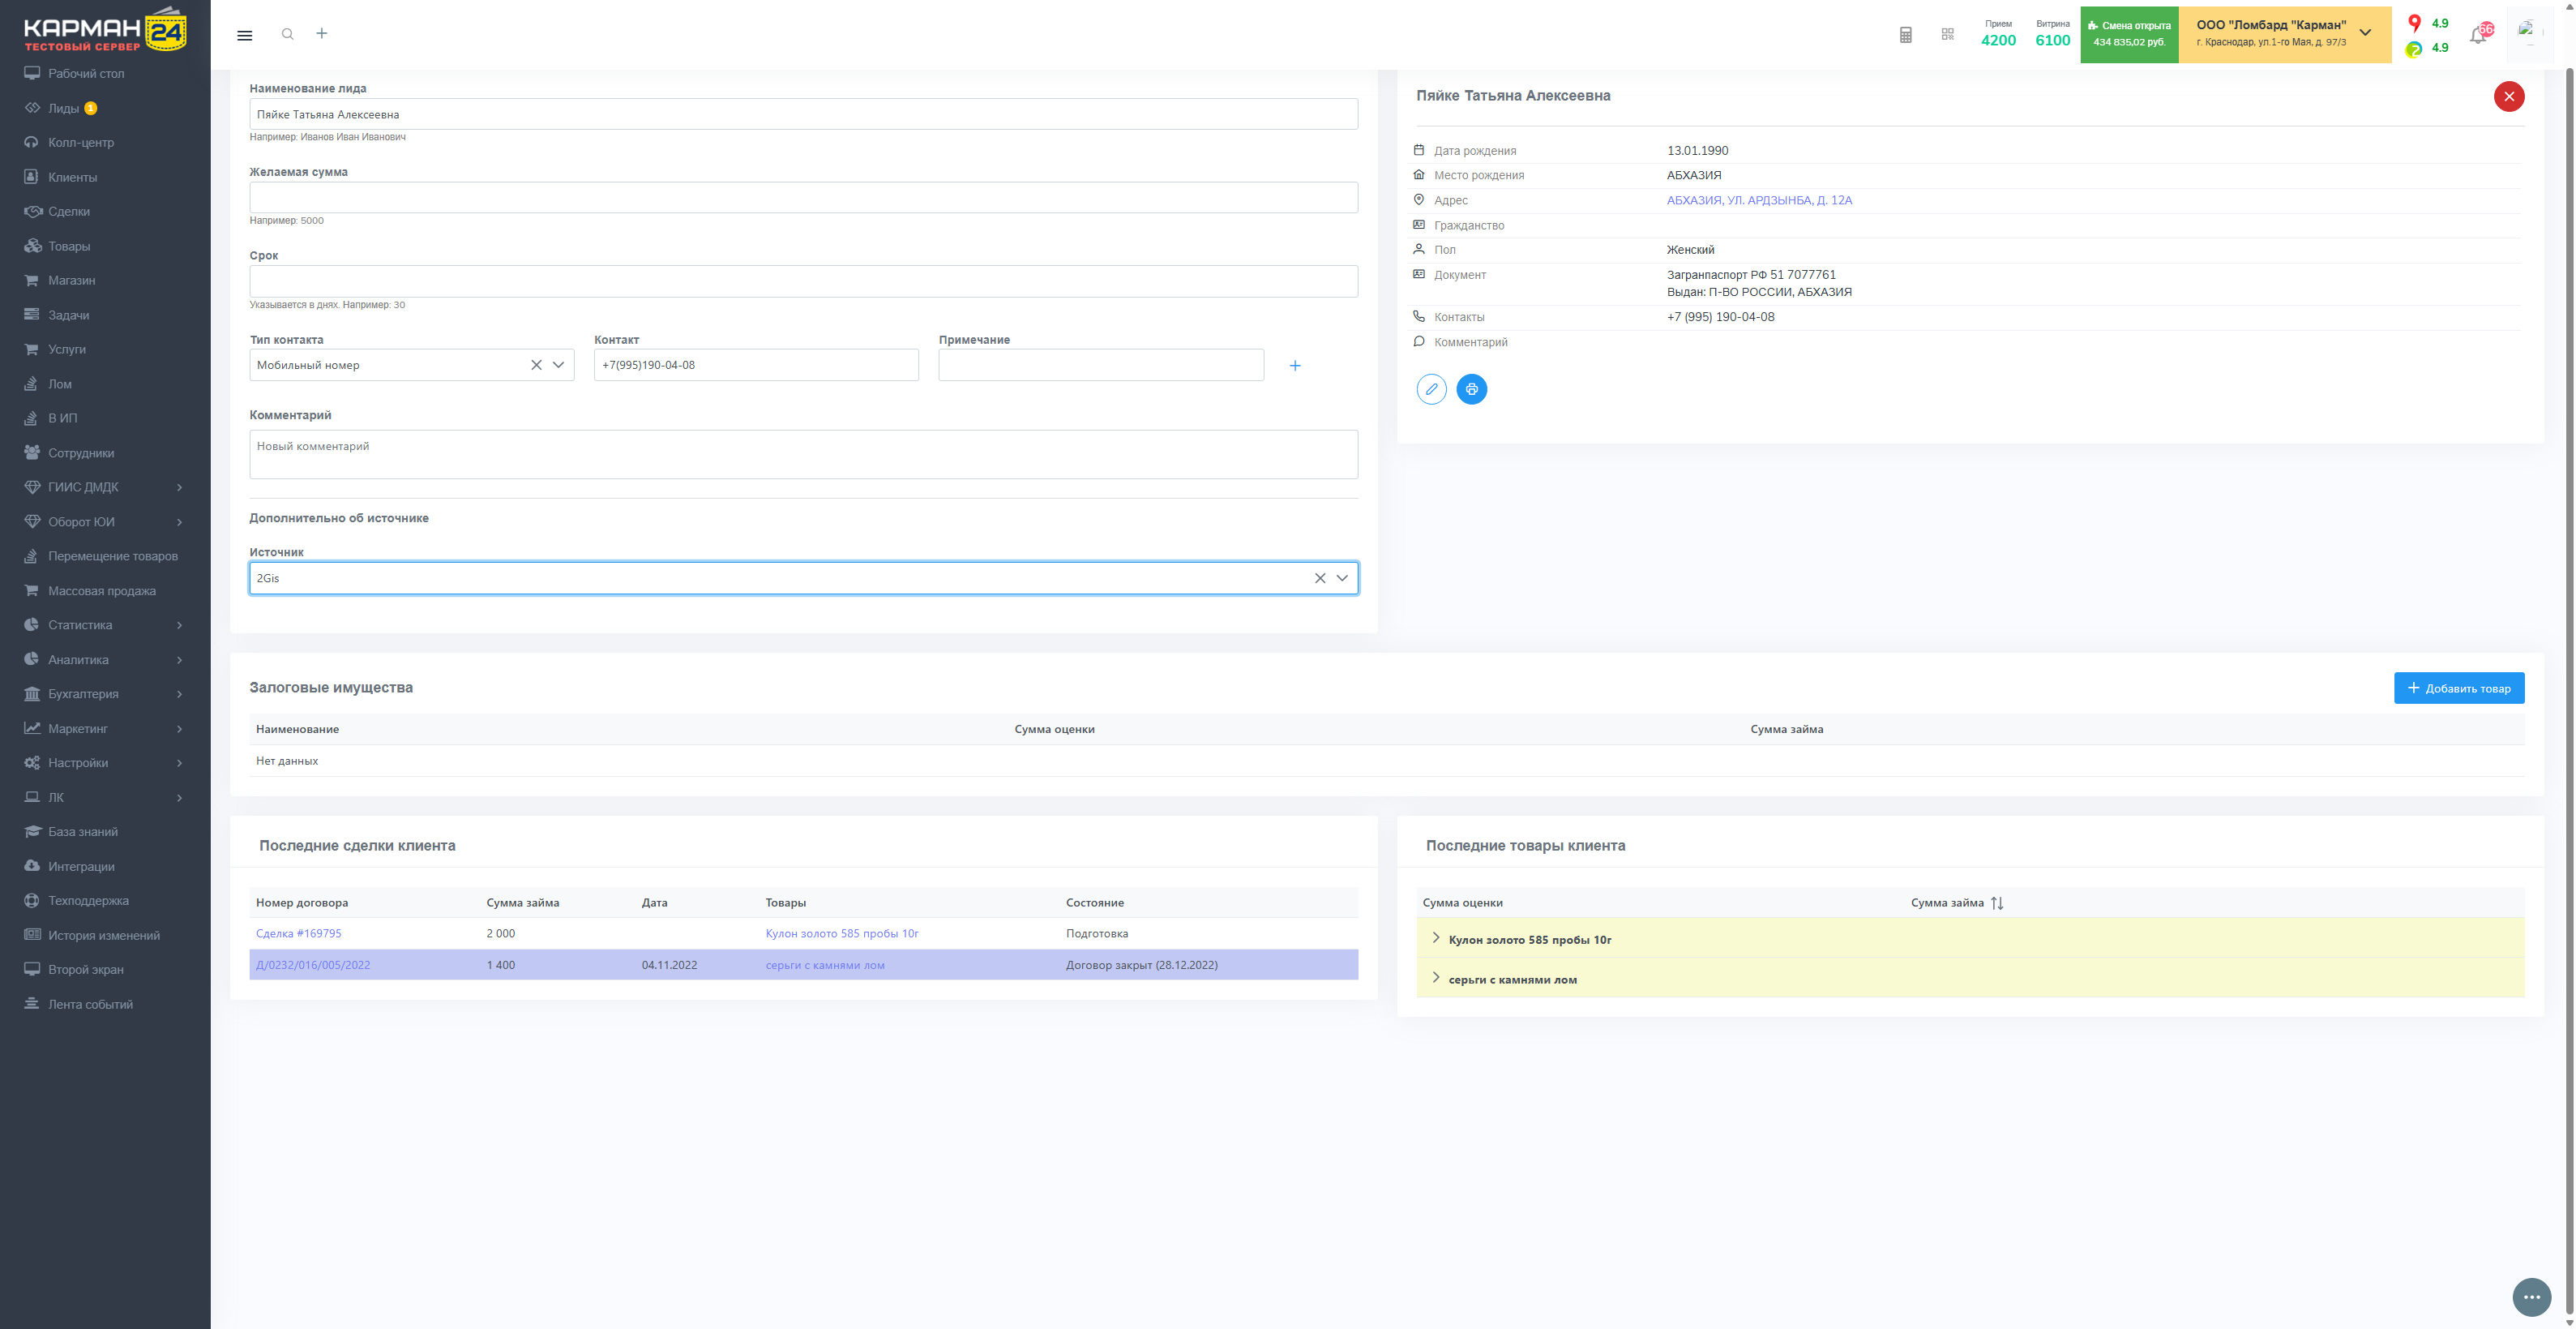 КАРМАН 24
ТЕСТОВЫЙ СЕРВЕР
Рабочий стол
Лиды 1
Колл-центр
Клиенты
Сделки
Товары
Магазин
Задачи
Услуги
Лом
В ИП
Сотрудники
ГИИС ДМДК
Оборот ЮИ
Перемещение товаров
Массовая продажа
Статистика
Аналитика
Бухгалтерия
Маркетинг
Настройки
ЛК
База знаний
Интеграции
Техподдержка
История изменений
Второй экран
Лента событий
Прием
4200
Витрина
6100
Смена открыта
434 835,02 руб.
ООО "Ломбард "Карман"
г. Краснодар, ул.1-го Мая, д. 97/3
4.9
4.9
Наименование лида
Пяйке Татьяна Алексеевна
Например: Иванов Иван Иванович
Желаемая сумма
Например: 5000
Срок
Указывается в днях. Например: 30
Тип контакта Контакт Примечание
Мобильный номер +7(995)190-04-08
Комментарий
Новый комментарий
Дополнительно об источнике
Источник
2Gis
Пяйке Татьяна Алексеевна
Дата рождения 13.01.1990
Место рождения АБХАЗИЯ
Адрес АБХАЗИЯ, УЛ. АРДЗЫНБА, Д. 12А
Гражданство
Пол Женский
Документ Загранпаспорт РФ 51 7077761
Выдан: П-ВО РОССИИ, АБХАЗИЯ
Контакты +7 (995) 190-04-08
Комментарий
Залоговые имущества
Добавить товар
Наименование Сумма оценки Сумма займа
Нет данных
Последние сделки клиента
Номер договора Сумма займа Дата Товары Состояние
Сделка #169795 2 000 Кулон золото 585 пробы 10г Подготовка
Д/0232/016/005/2022 1 400 04.11.2022 серьги с камнями лом Договор закрыт (28.12.2022)
Последние товары клиента
Сумма оценки Сумма займа
Кулон золото 585 пробы 10г
серьги с камнями лом